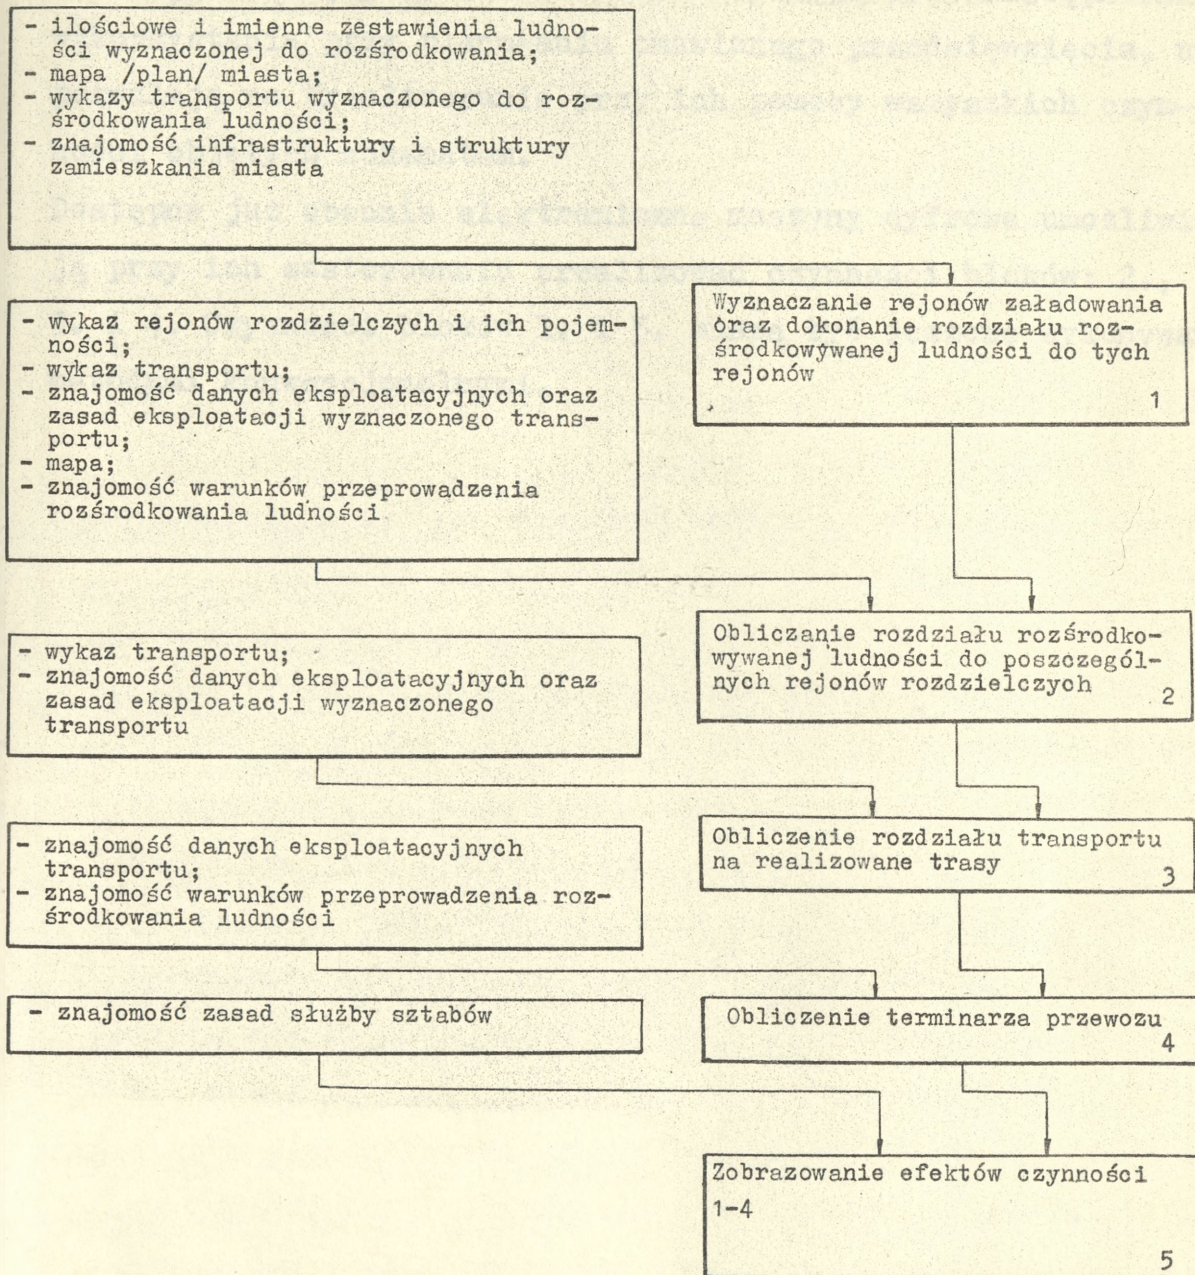 - ilościowe i imienne zestawienia ludno-
ści wyznaczonej do rozśrodkowania;
- mapa /plan/ miasta;
- wykazy transportu wyznaczonego do roz-
środkowania ludności;
- znajomość infrastruktury i struktury
zamieszkania miasta
Wyznaczanie rejonów załadowania
oraz dokonanie rozdziału roz-
środkowywanej ludności do tych
rejonów
1
- wykaz rejonów rozdzielczych i ich pojem-
ności;
- wykaz transportu;
- znajomość danych eksploatacyjnych oraz
zasad eksploatacji wyznaczonego trans-
portu;
- mapa;
- znajomość warunków przeprowadzenia
rozśrodkowania ludności
Obliczanie rozdziału rozśrodko-
wywanej ludności do poszczegól-
nych rejonów rozdzielczych
2
- wykaz transportu;
- znajomość danych eksploatacyjnych oraz
zasad eksploatacji wyznaczonego
transportu
Obliczenie rozdziału transportu
na realizowane trasy
3
- znajomość danych eksploatacyjnych
transportu;
- znajomość warunków przeprowadzenia roz-
środkowania ludności
Obliczenie terminarza przewozu
4
- znajomość zasad służby sztabów
Zobrazowanie efektów czynności
1-4
5